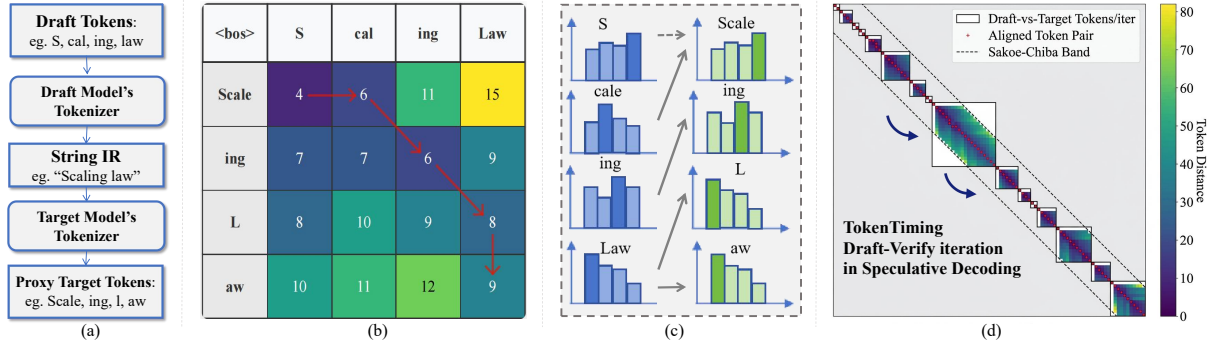 Draft Tokens:
eg. S, cal, ing, law
Draft Model's
Tokenizer
String IR
eg. “Scaling law”
Target Model's
Tokenizer
Proxy Target Tokens:
eg. Scale, ing, l, aw
(a)
<bos> S cal ing Law
Scale 4 6 11 15
ing 7 7 6 9
L 8 10 9 8
aw 10 11 12 9
(b)
S Scale
cale ing
ing L
Law aw
(c)
Draft-vs-Target Tokens/iter
Aligned Token Pair
Sakoe-Chiba Band
TokenTiming
Draft-Verify iteration
in Speculative Decoding
80
70
60
50
40
30
20
10
0
Token Distance
(d)